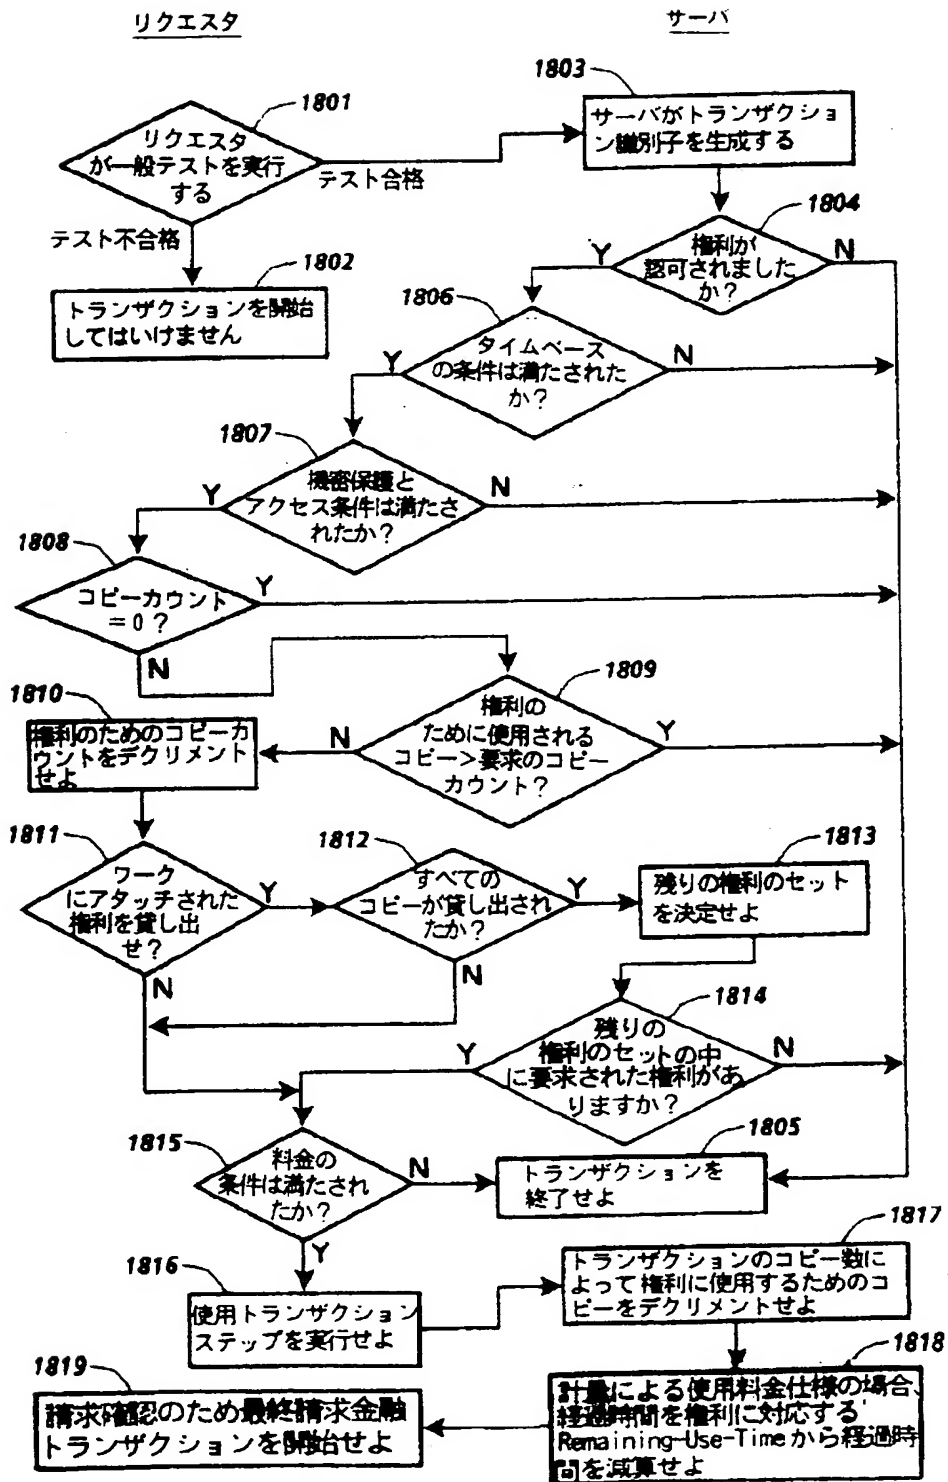 リクエスタ
サーバ
1801
リクエスタ
が一般テストを実行
する
テスト合格
テスト不合格
1802
トランザクションを開始
してはいけません
1803
サーバがトランザクショ
ン識別子を生成する
1804
権利が
認可されました
か?
Y
N
1806
タイムベース
の条件は満たされた
か?
Y
N
1807
機密保護と
アクセス条件は満たさ
れたか?
Y
N
1808
コピーカウント
=0?
Y
N
1809
権利の
ために使用される
コピー>要求のコピー
カウント?
N
Y
1810
権利のためのコピーカ
ウントをデクリメント
せよ
1811
ワーク
にアタッチされた
権利を貸し出
せ?
Y
N
1812
すべての
コピーが貸し出され
たか?
Y
N
1813
残りの権利のセット
を決定せよ
1814
残りの
権利のセットの中
に要求された権利があ
りますか?
Y
N
1815
料金の
条件は満たされ
たか?
N
Y
1805
トランザクションを
終了せよ
1816
使用トランザクション
ステップを実行せよ
1817
トランザクションのコピー数に
よって権利に使用するためのコ
ピーをデクリメントせよ
1818
計量による使用料金仕様の場合、
経過時間を権利に対応する
Remaining-Use-Timeから経過時
間を減算せよ
1819
請求確認のため最終請求金融
トランザクションを開始せよ